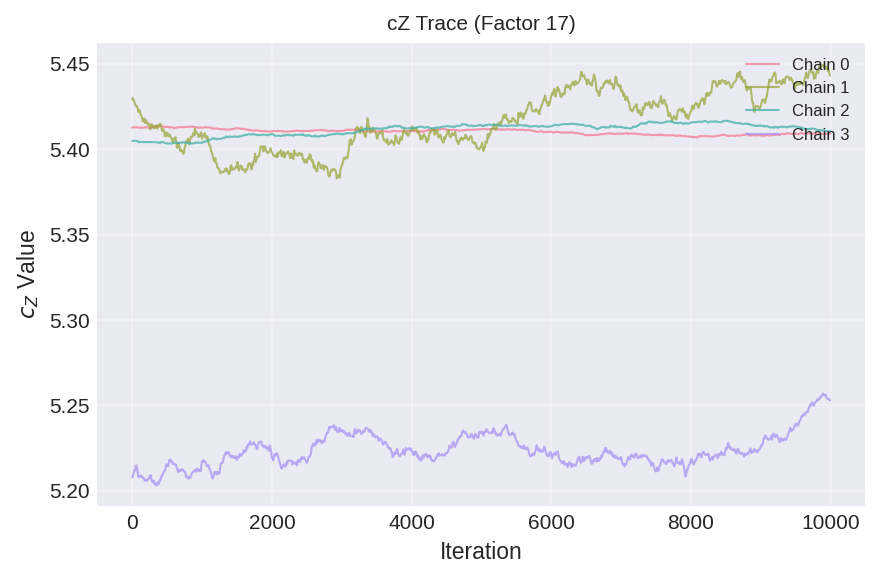 cZ Trace (Factor 17)
5.45
5.40
5.35
5.30
5.25
5.20
cZ Value
Chain 0
Chain 1
Chain 2
Chain 3
0
2000
4000
6000
8000
10000
Iteration